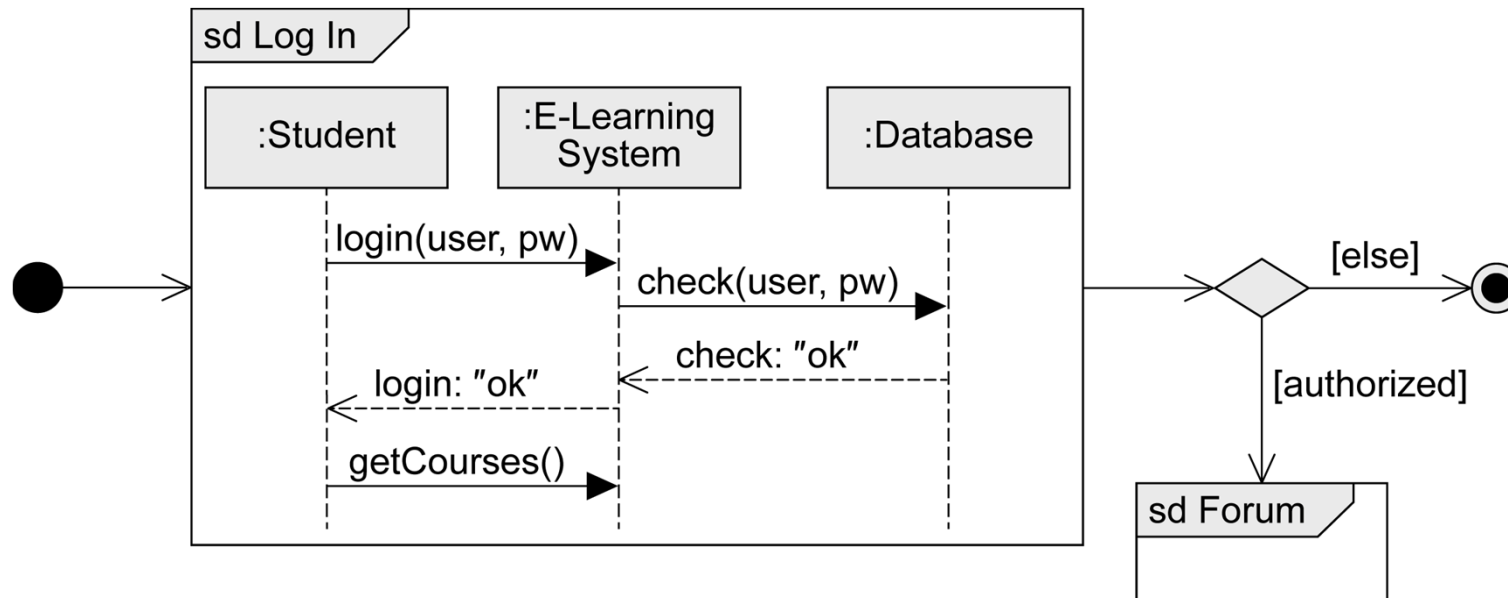 sd Log In
:Student
:E-Learning
System
:Database
login(user, pw)
check(user, pw)
check: "ok"
login: "ok"
getCourses()
[else]
[authorized]
sd Forum